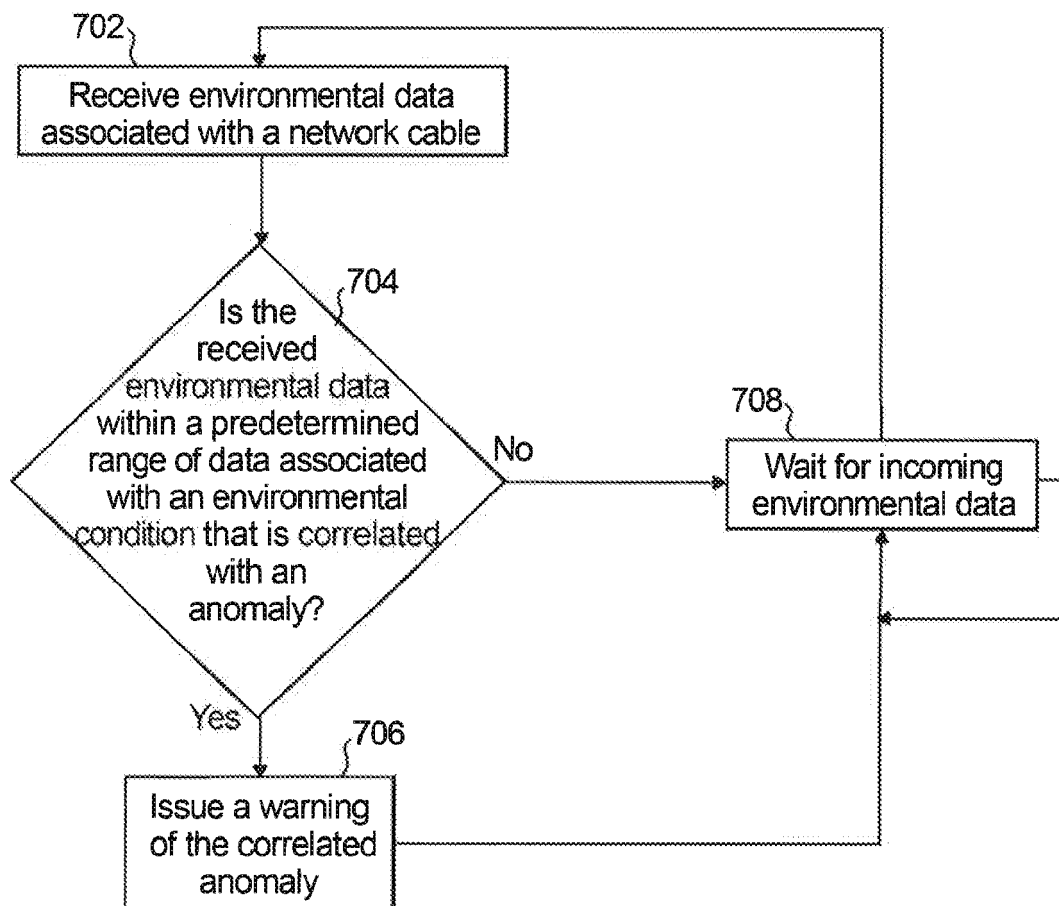 702
Receive environmental data
associated with a network cable
704
Is the
received
environmental data
within a predetermined
range of data associated
with an environmental
condition that is correlated
with an
anomaly?
No
708
Wait for incoming
environmental data
Yes
706
Issue a warning
of the correlated
anomaly